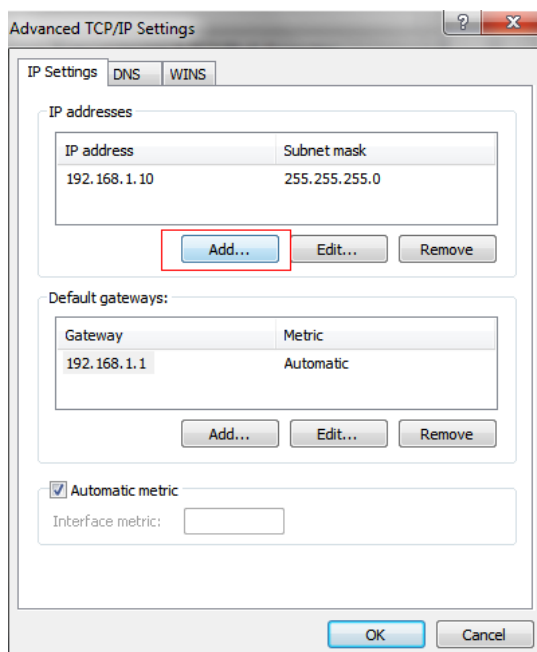 Advanced TCP/IP Settings
? X
IP Settings DNS WINS
IP addresses
IP address Subnet mask
192.168.1.10 255.255.255.0
Add... Edit... Remove
Default gateways:
Gateway Metric
192.168.1.1 Automatic
Add... Edit... Remove
Automatic metric
Interface metric:
OK Cancel